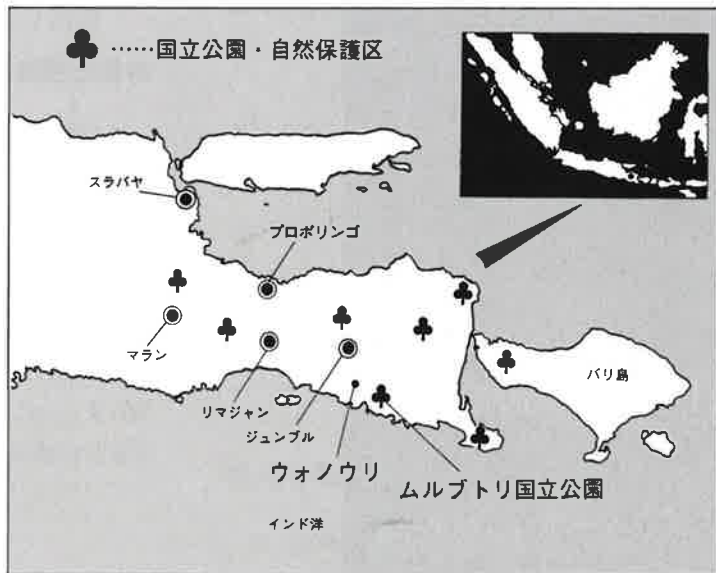 ……国立公園・自然保護区
スラバヤ
プロボリンゴ
マラン
バリ島
リマジャン
ジュンブル
ウォノウリ
ムルブトリ国立公園
インド洋